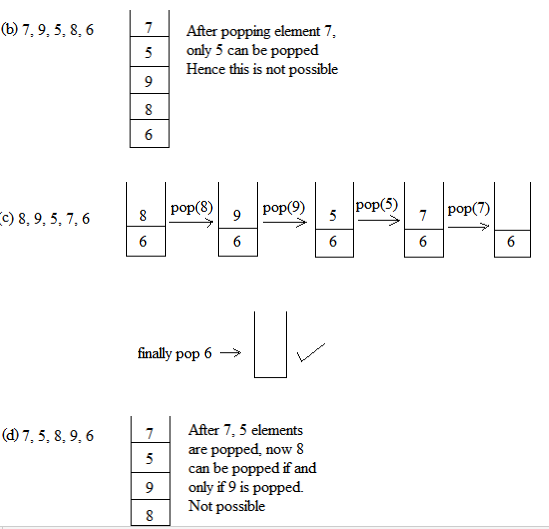 (b) 7, 9, 5, 8, 6
7
5
9
8
6
After popping element 7,
only 5 can be popped
Hence this is not possible
(c) 8, 9, 5, 7, 6
8
6
pop(8)
9
6
pop(9)
5
6
pop(5)
7
6
pop(7)
6
finally pop 6
(d) 7, 5, 8, 9, 6
7
5
9
8
After 7, 5 elements
are popped, now 8
can be popped if and
only if 9 is popped.
Not possible